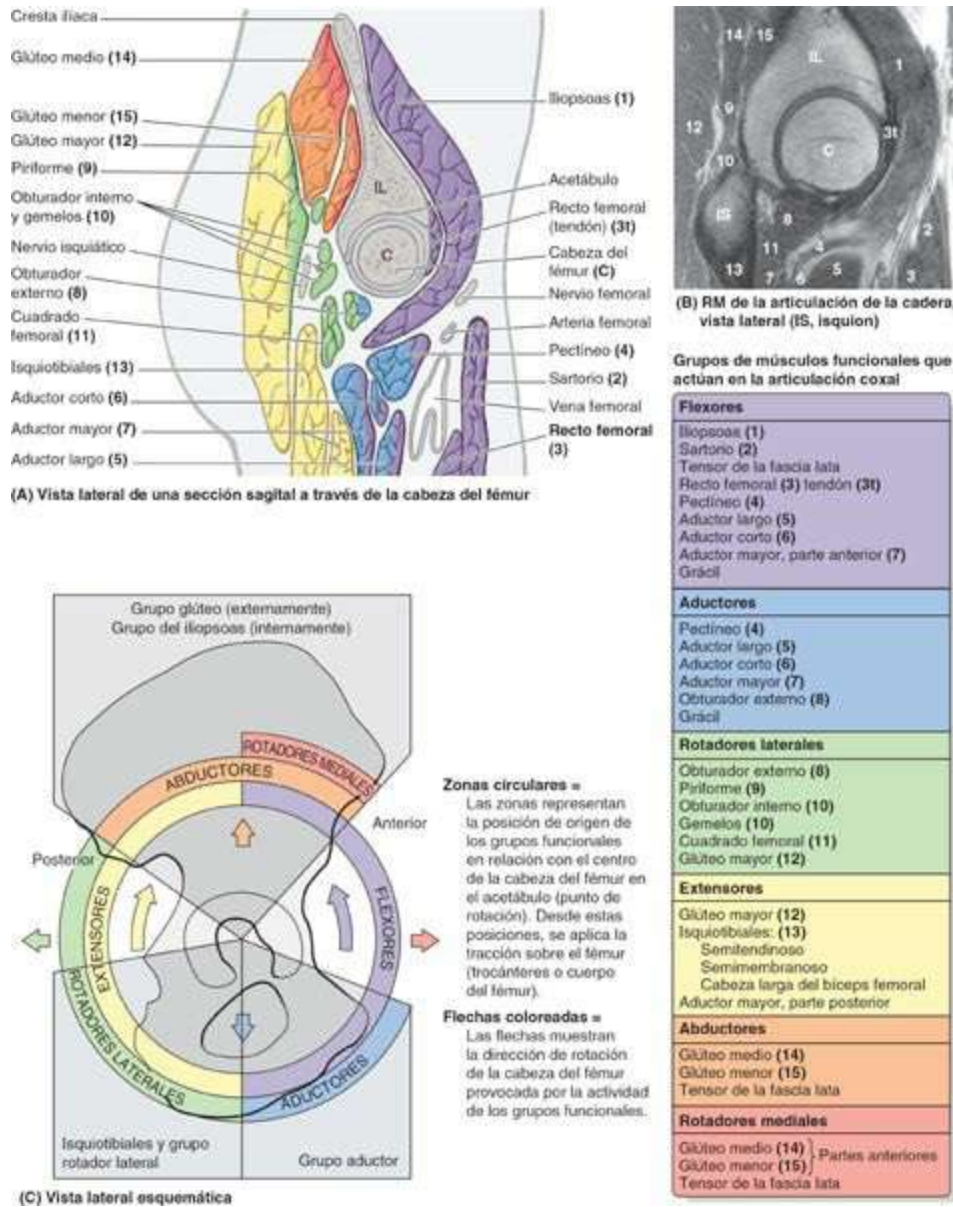 Cresta ilíaca
Glúteo medio (14)
Glúteo menor (15)
Glúteo mayor (12)
Piriforme (9)
Obturador interno
y gemelos (10)
Nervio isquiático
Obturador
externo (8)
Cuadrado
femoral (11)
Isquiotibiales (13)
Aductor corto (6)
Aductor mayor (7)
Aductor largo (5)
IL
C
Iliopsoas (1)
Acetábulo
Recto femoral
(tendón) (3t)
Cabeza del
fémur (C)
Nervio femoral
Arteria femoral
Pectíneo (4)
Sartorio (2)
Vena femoral
Recto femoral
(3)
(A) Vista lateral de una sección sagital a través de la cabeza del fémur
14
15
IL
1
9
12
3t
10
C
IS
8
2
11
4
5
13
7
6
3
(B) RM de la articulación de la cadera,
vista lateral (IS, isquion)
Grupos de músculos funcionales que
actúan en la articulación coxal
Flexores
Iliopsoas (1)
Sartorio (2)
Tensor de la fascia lata
Recto femoral (3) tendón (3t)
Pectíneo (4)
Aductor largo (5)
Aductor corto (6)
Aductor mayor, parte anterior (7)
Grácil
Aductores
Pectíneo (4)
Aductor largo (5)
Aductor corto (6)
Aductor mayor (7)
Obturador externo (8)
Grácil
Rotadores laterales
Obturador externo (8)
Piriforme (9)
Obturador interno (10)
Gemelos (10)
Cuadrado femoral (11)
Glúteo mayor (12)
Extensores
Glúteo mayor (12)
Isquiotibiales: (13)
Semitendinoso
Semimembranoso
Cabeza larga del bíceps femoral
Aductor mayor, parte posterior
Abductores
Glúteo medio (14)
Glúteo menor (15)
Tensor de la fascia lata
Rotadores mediales
Glúteo medio (14)
Glúteo menor (15)
Partes anteriores
Tensor de la fascia lata
Grupo glúteo (externamente)
Grupo del iliopsoas (internamente)
ROTADORES MEDIALES
ABDUCTORES
Anterior
Posterior
EXTENSORES
FLEXORES
ROTADORES LATERALES
ADUCTORES
Isquiotibiales y grupo
rotador lateral
Grupo aductor
(C) Vista lateral esquemática
Zonas circulares =
Las zonas representan
la posición de origen de
los grupos funcionales
en relación con el centro
de la cabeza del fémur en
el acetábulo (punto de
rotación). Desde estas
posiciones, se aplica la
tracción sobre el fémur
(trocánteres o cuerpo
del fémur).
Flechas coloreadas =
Las flechas muestran
la dirección de rotación
de la cabeza del fémur
provocada por la actividad
de los grupos funcionales.